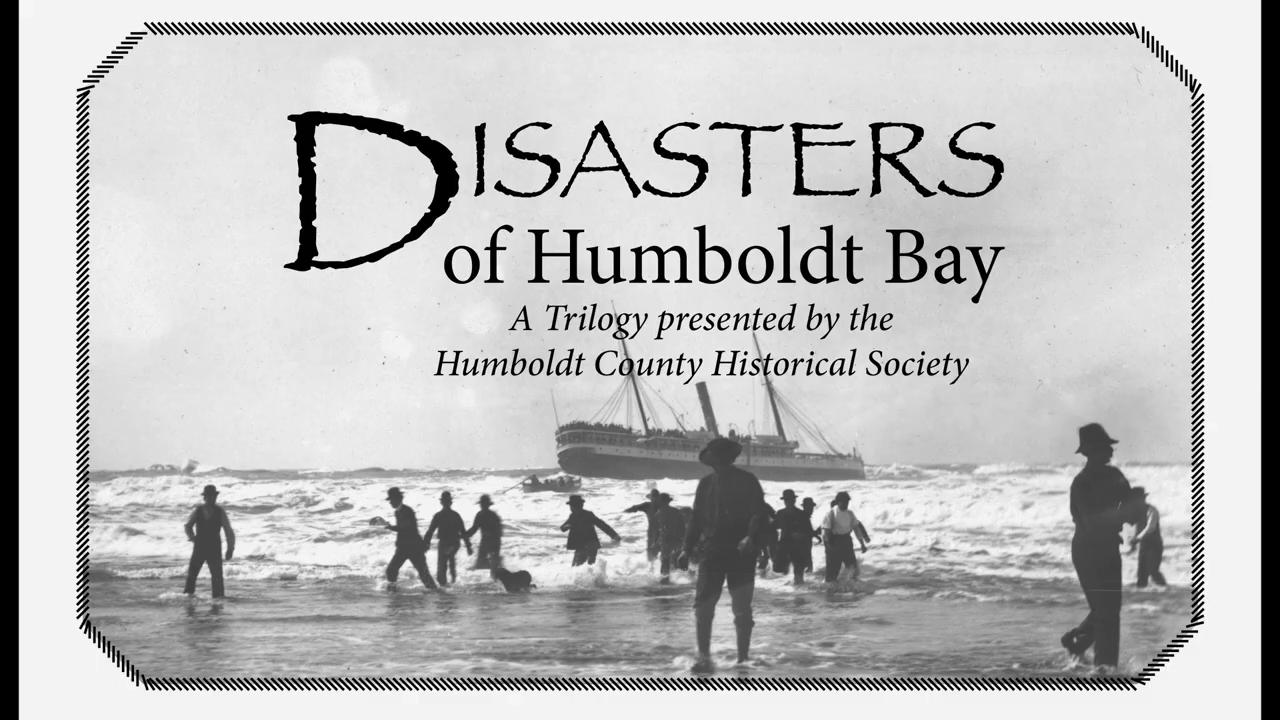 DISASTERS
of Humboldt Bay
A Trilogy presented by the
Humboldt County Historical Society